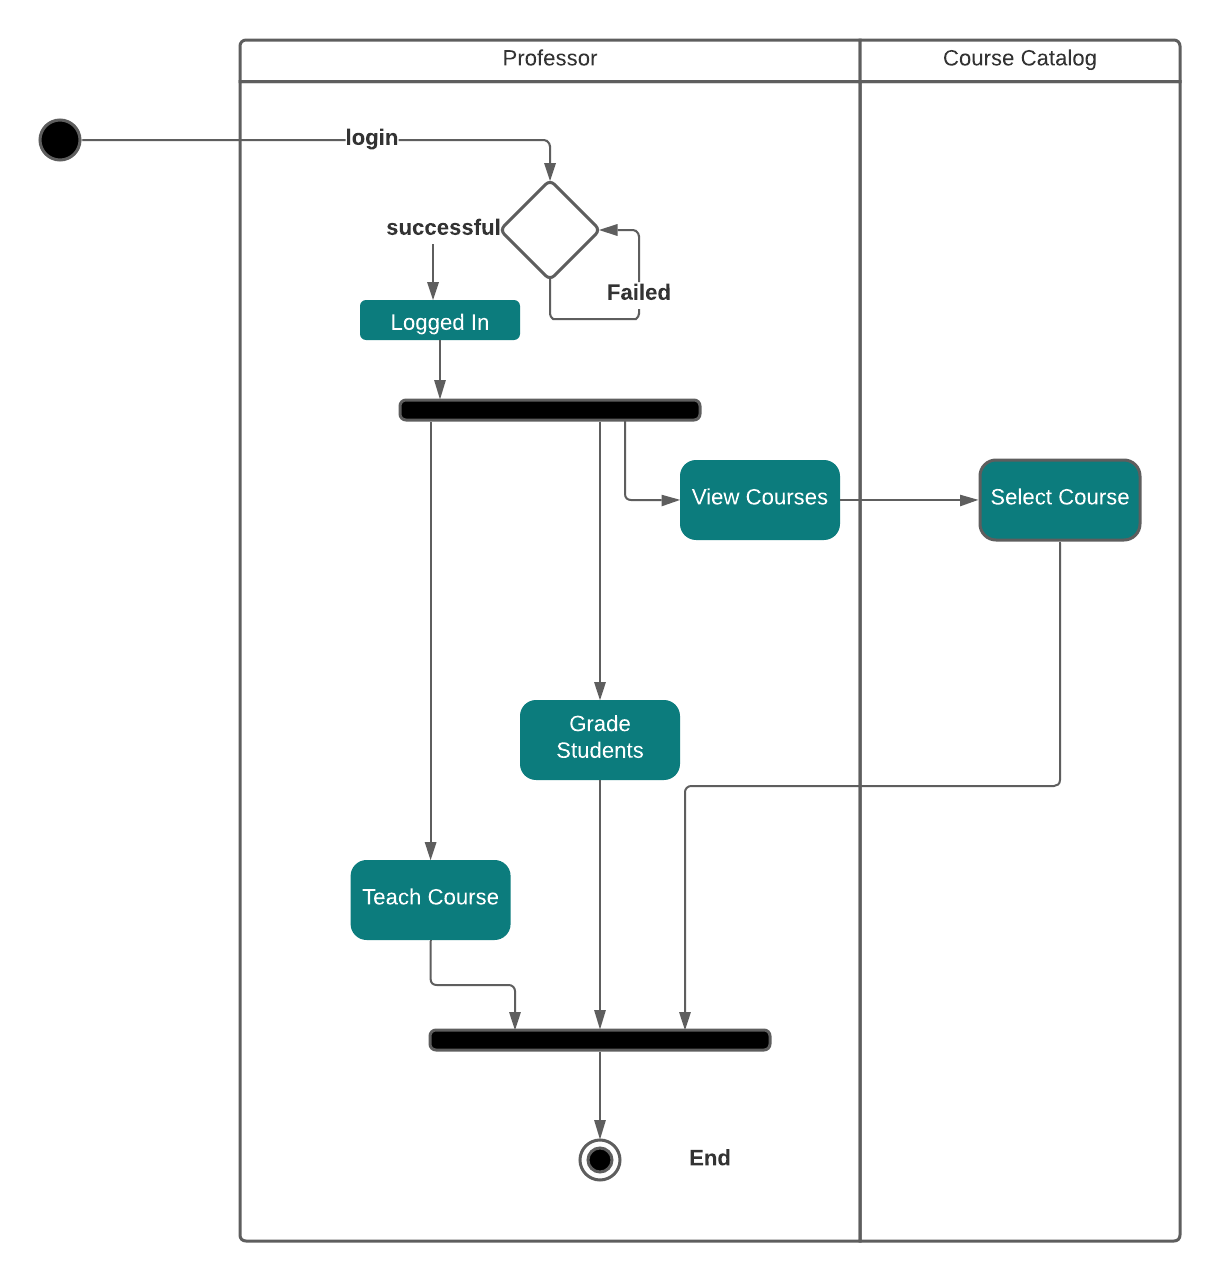 Professor
Course Catalog
login
successful
Failed
Logged In
View Courses
Select Course
Grade
Students
Teach Course
End